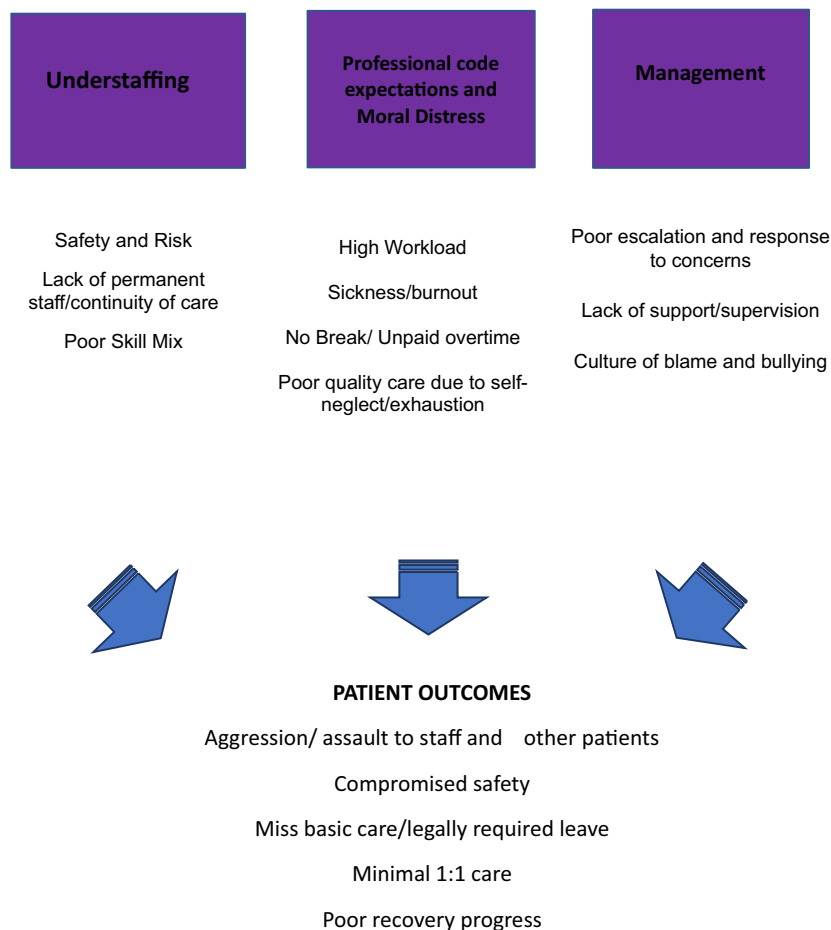 Understaffing
Safety and Risk
Lack of permanent
staff/continuity of care
Poor Skill Mix
Professional code
expectations and
Moral Distress
High Workload
Sickness/burnout
No Break/ Unpaid overtime
Poor quality care due to self-
neglect/exhaustion
Management
Poor escalation and response
to concerns
Lack of support/supervision
Culture of blame and bullying
PATIENT OUTCOMES
Aggression/ assault to staff and other patients
Compromised safety
Miss basic care/legally required leave
Minimal 1:1 care
Poor recovery progress